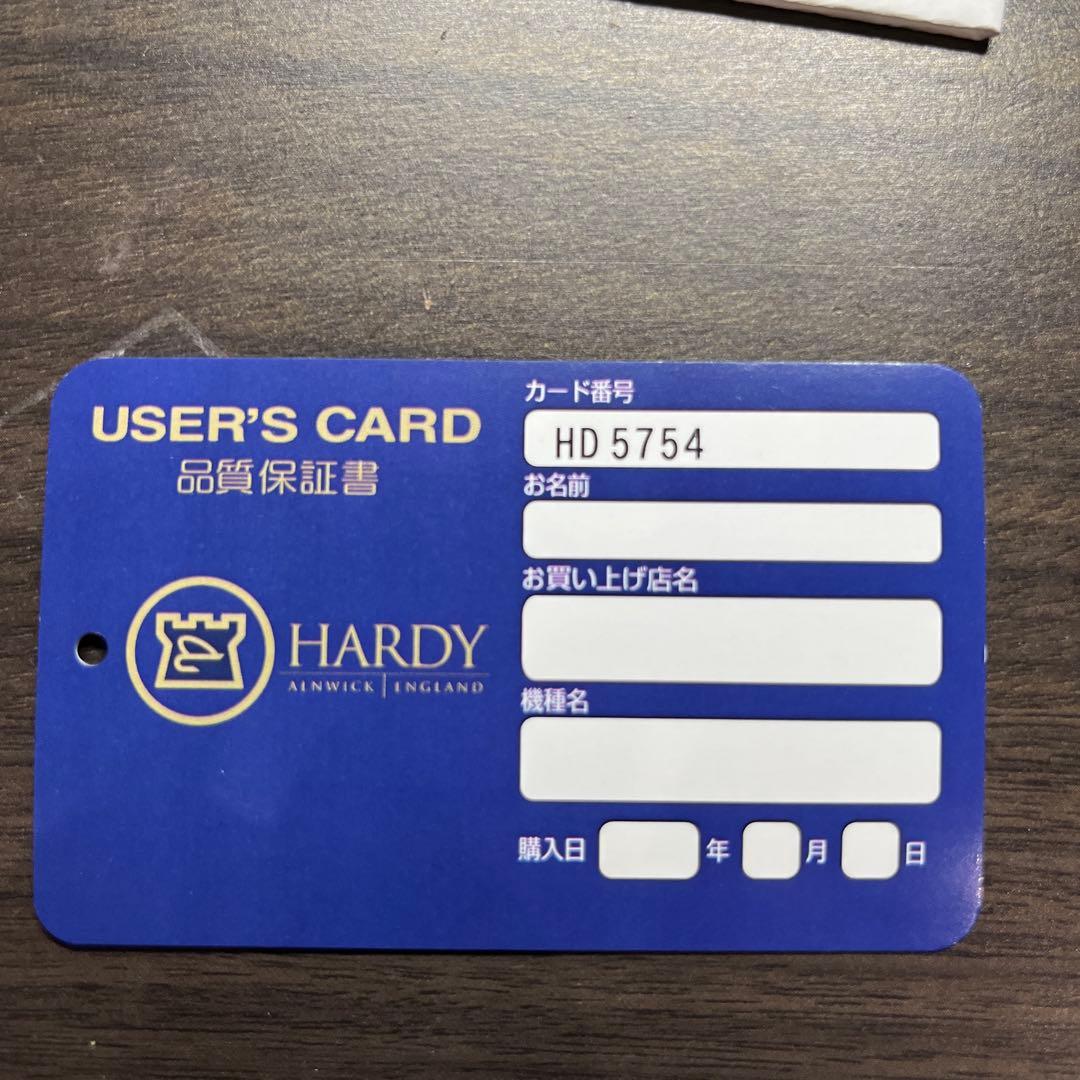 USER'S CARD
品質保証書
HARDY
ALNWICK | ENGLAND
カード番号
HD 5754
お名前
お買い上げ店名
機種名
購入日 年 月 日